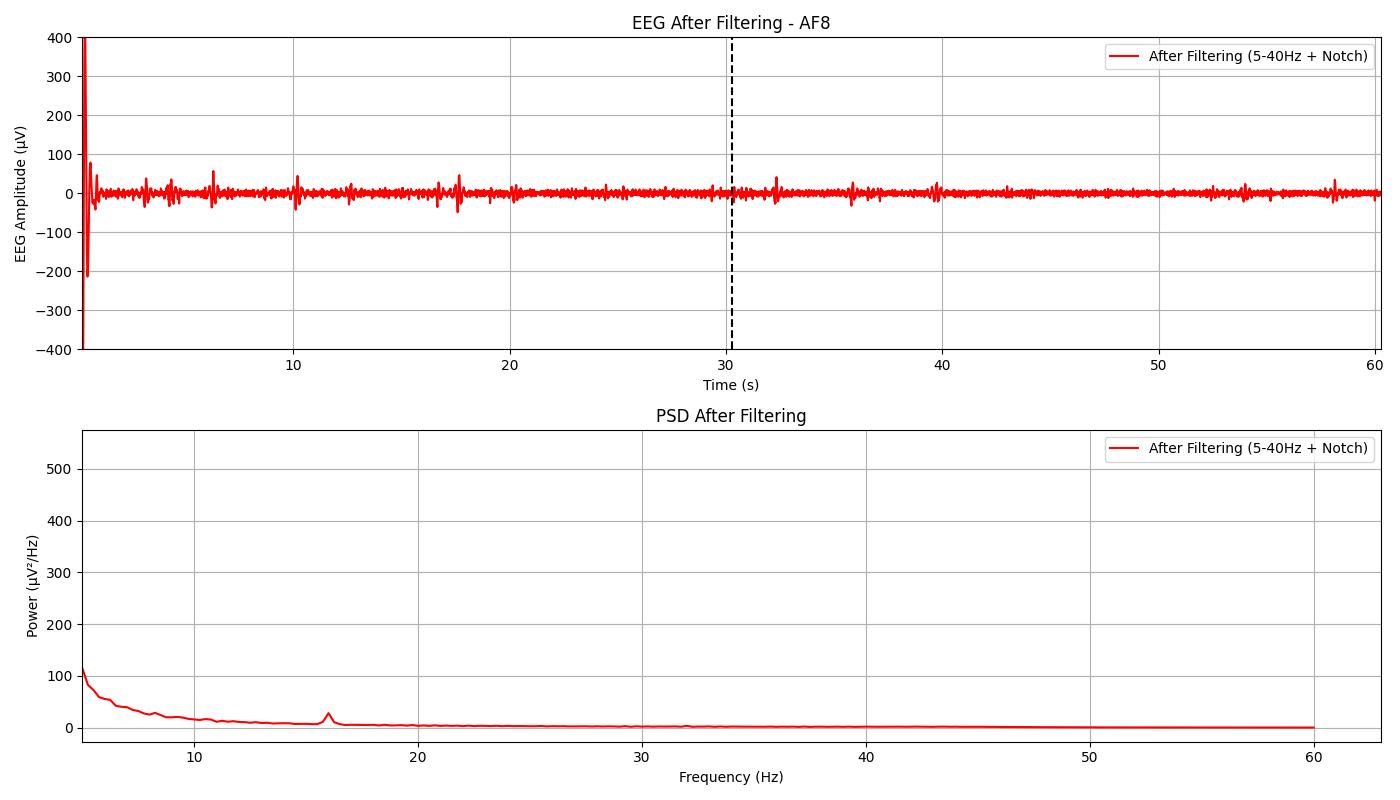 EEG After Filtering - AF8
After Filtering (5-40Hz + Notch)
EEG Amplitude (µV)
400
300
200
100
0
−100
−200
−300
−400
10 20 30 40 50 60
Time (s)
PSD After Filtering
After Filtering (5-40Hz + Notch)
Power (µV²/Hz)
500
400
300
200
100
0
10 20 30 40 50 60
Frequency (Hz)